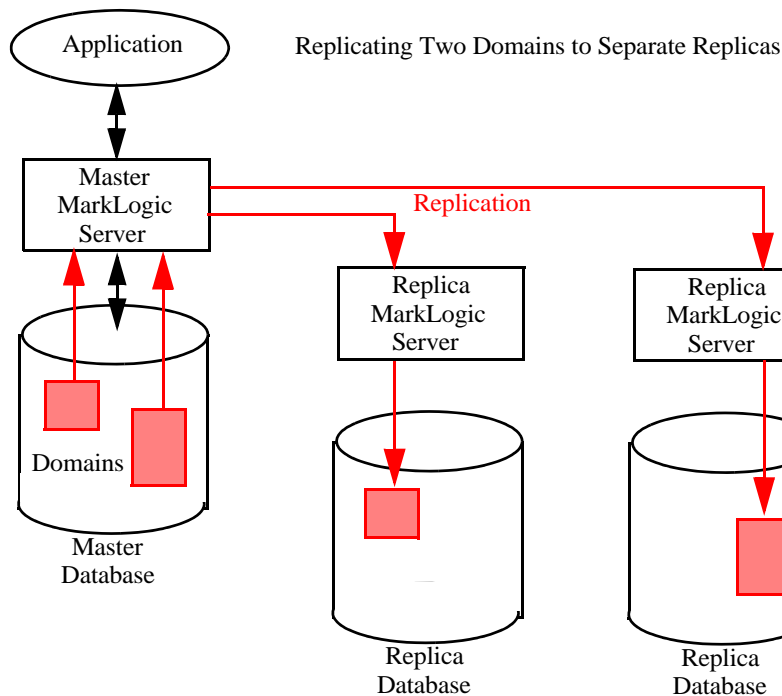 Application
Replicating Two Domains to Separate Replicas
Master
MarkLogic
Server
Replication
Replica
MarkLogic
Server
Replica
MarkLogic
Server
Domains
Master
Database
Replica
Database
Replica
Database